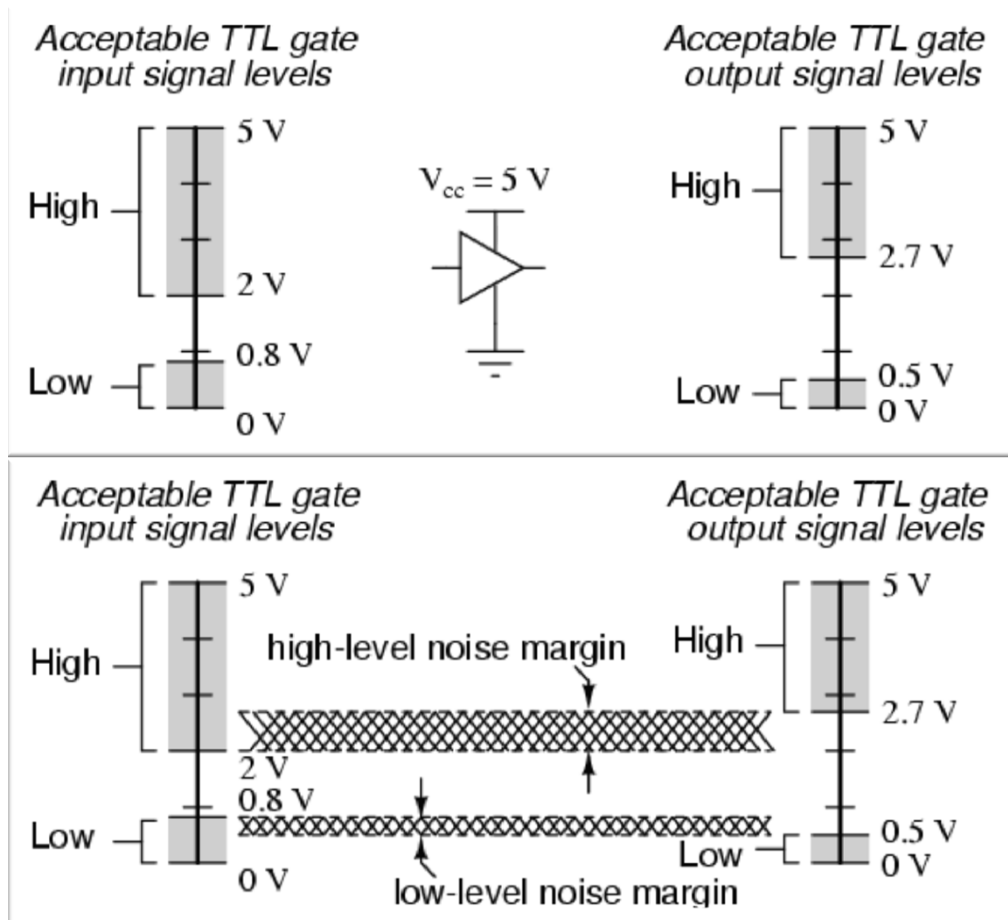 Acceptable TTL gate
input signal levels
Acceptable TTL gate
output signal levels
5 V
High
2 V
0.8 V
Low
0 V
Vcc = 5 V
5 V
High
2.7 V
0.5 V
Low
0 V
Acceptable TTL gate
input signal levels
Acceptable TTL gate
output signal levels
5 V
High
2 V
0.8 V
Low
0 V
high-level noise margin
low-level noise margin
5 V
High
2.7 V
0.5 V
Low
0 V